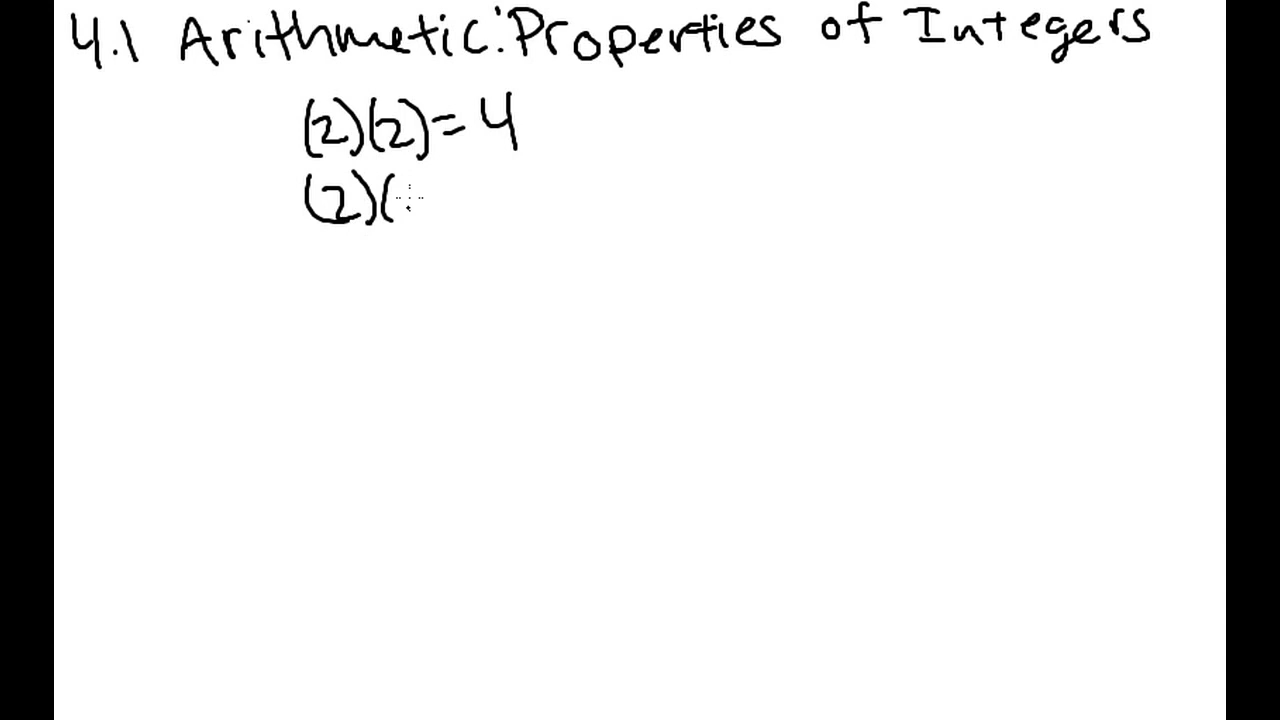 4.1 Arithmetic: Properties of Integers
(2)(2)=4
(2)(